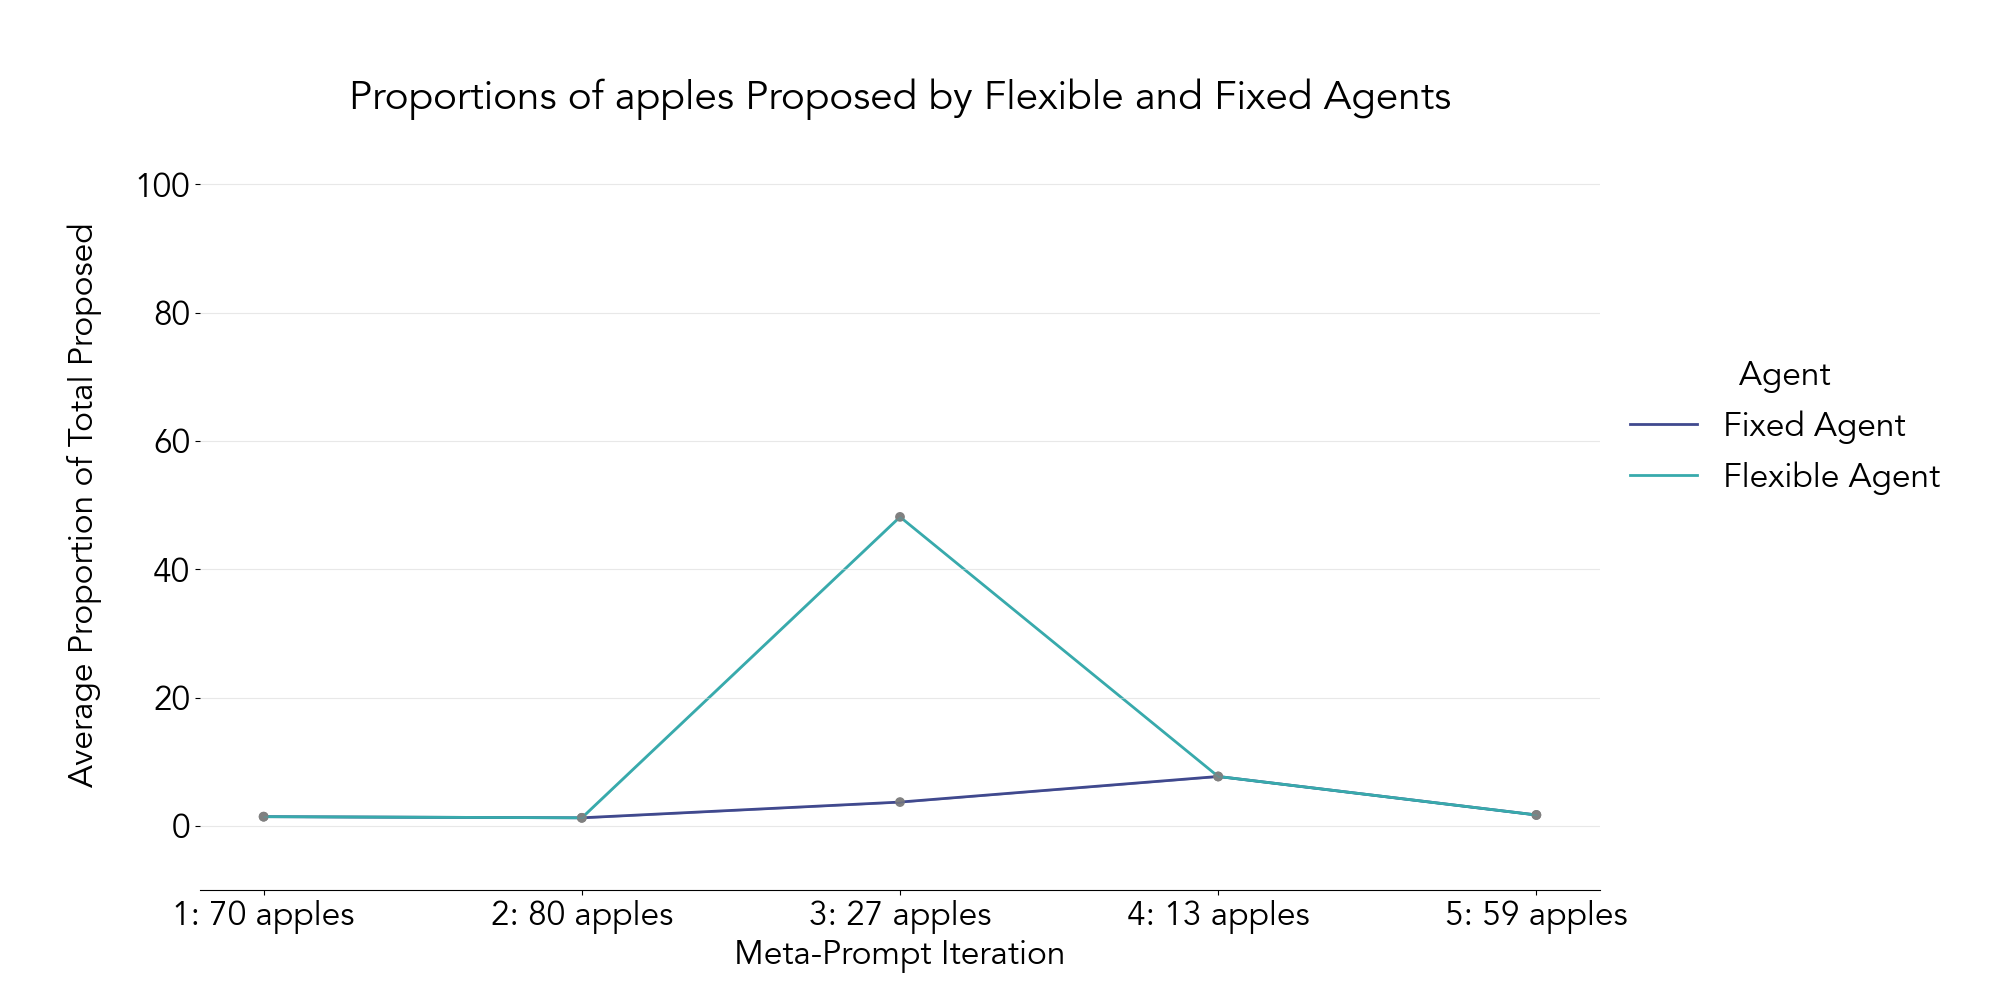 Proportions of apples Proposed by Flexible and Fixed Agents
Average Proportion of Total Proposed
100
80
60
40
20
0
1: 70 apples
2: 80 apples
3: 27 apples
4: 13 apples
5: 59 apples
Meta-Prompt Iteration
Agent
Fixed Agent
Flexible Agent